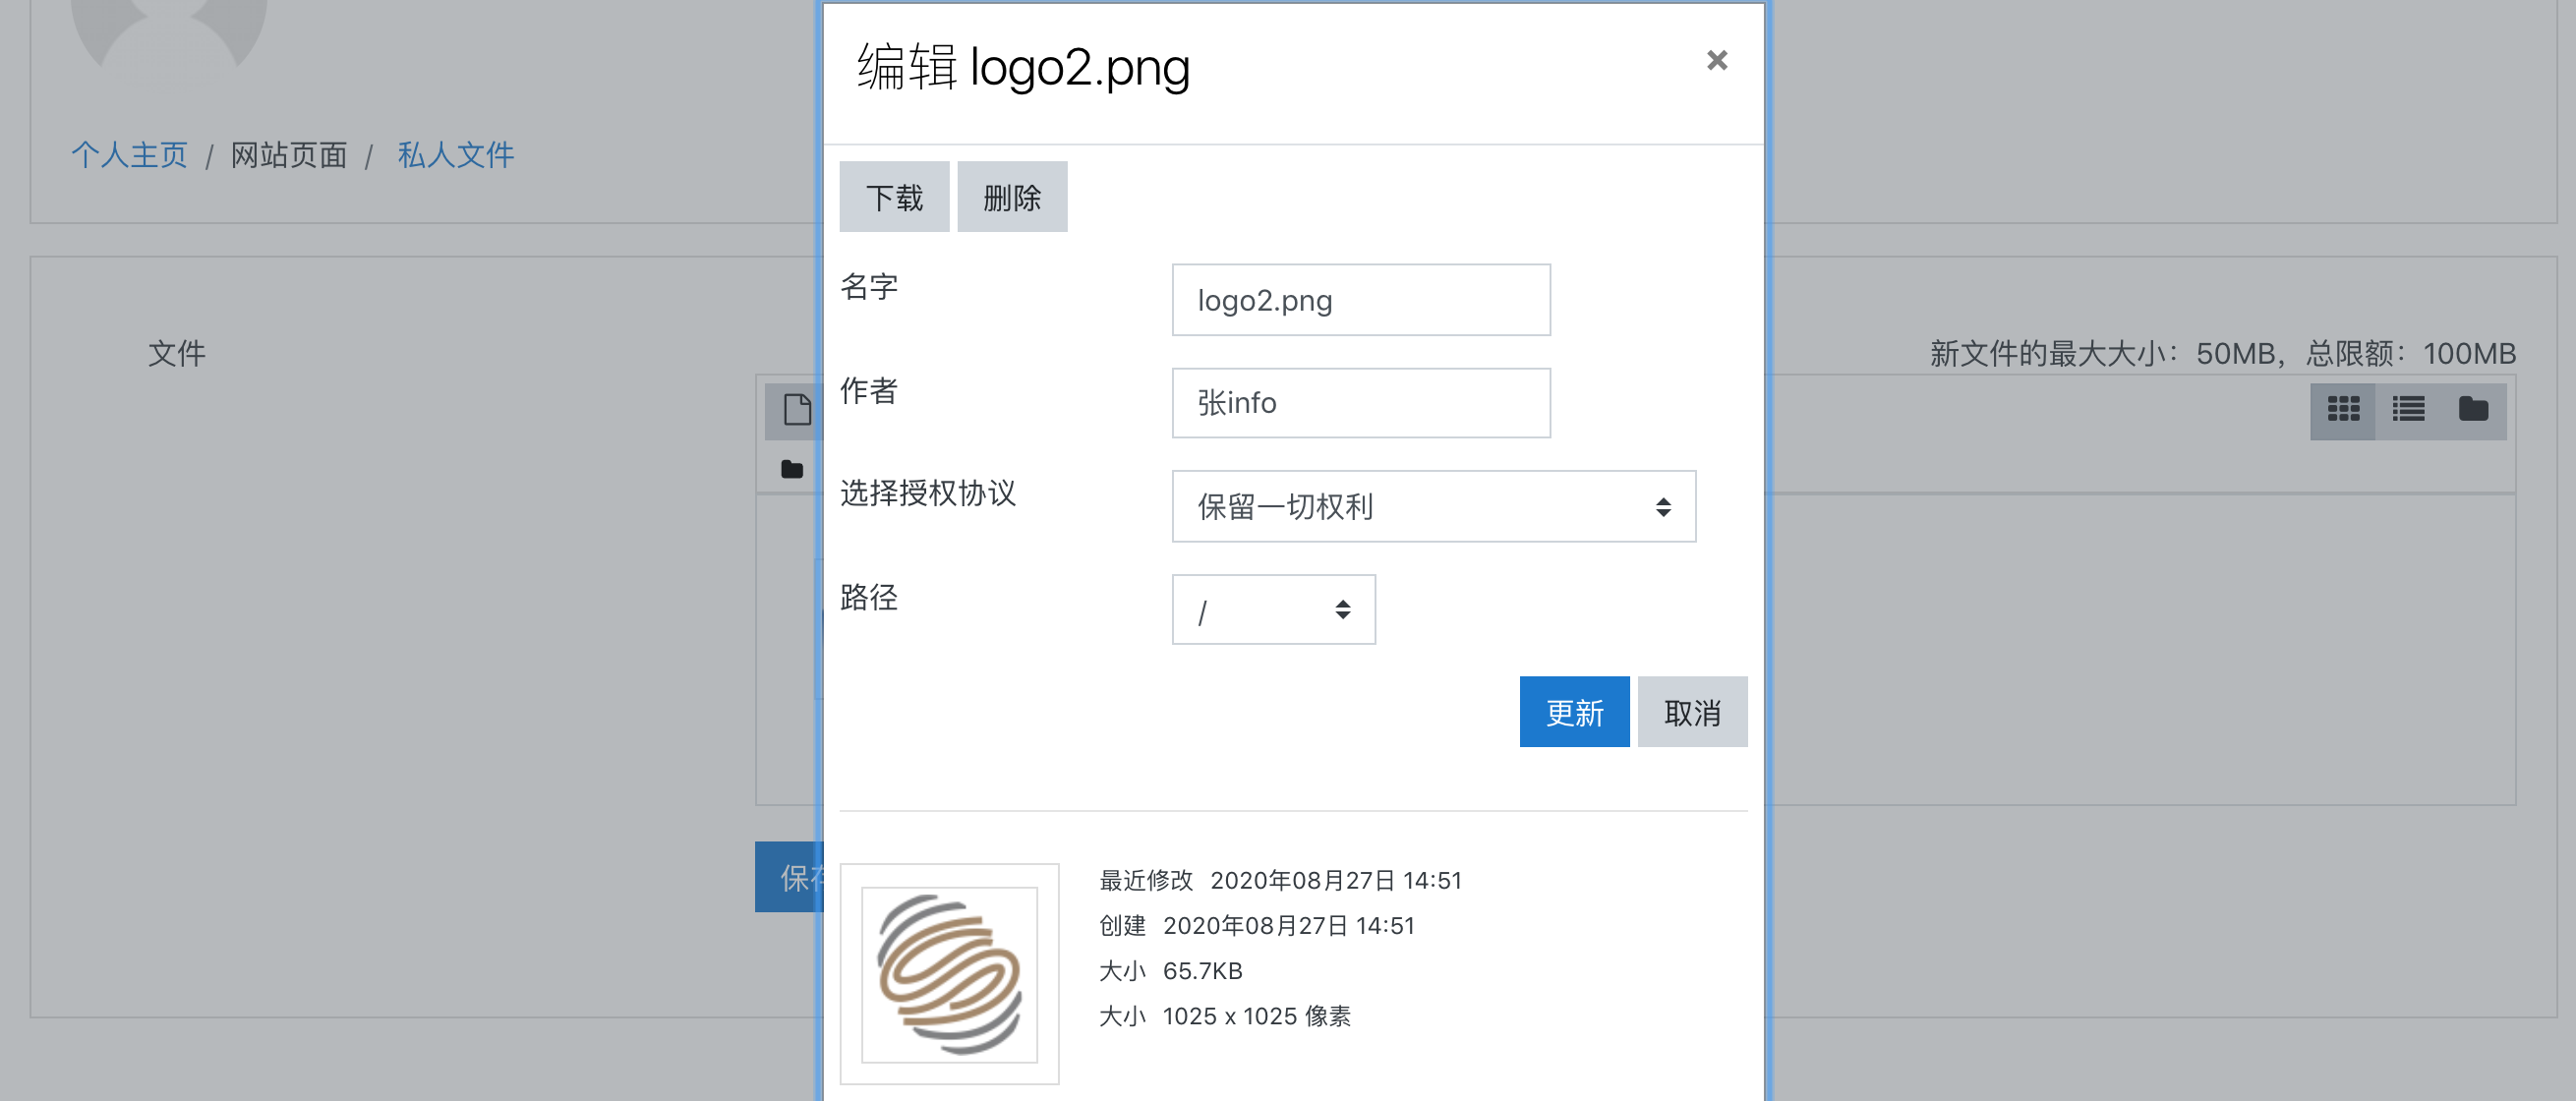 编辑 logo2.png
×
个人主页 / 网站页面 / 私人文件
下载 删除
名字 logo2.png
文件
新文件的最大大小：50MB，总限额：100MB
作者 张info
选择授权协议 保留一切权利
路径 /
更新 取消
保存
最近修改 2020年08月27日 14:51
创建 2020年08月27日 14:51
大小 65.7KB
大小 1025 x 1025 像素